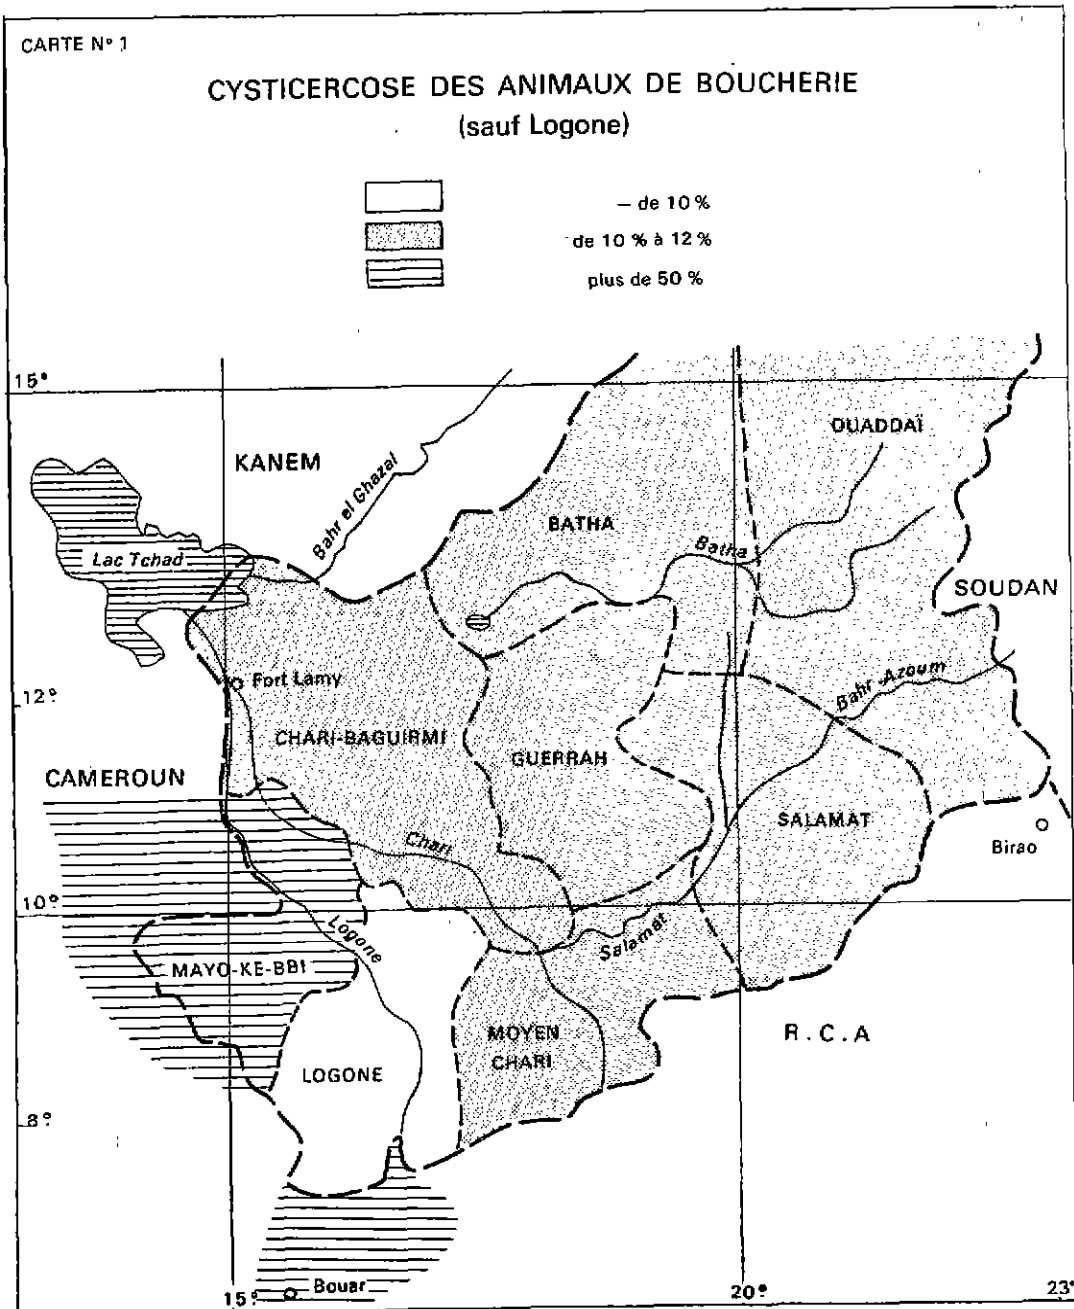 CARTE N° 1
CYSTICERCOSE DES ANIMAUX DE BOUCHERIE
(sauf Logone)
– de 10 %
de 10 % à 12 %
plus de 50 %
15°
KANEM
Bahr el Ghazal
OUADDAÏ
BATHA
Batha
Lac Tchad
SOUDAN
12°
Fort Lamy
Bahr Azoum
CHARI-BAGUIRMI
GUERRAH
CAMEROUN
SALAMAT
Chari
Birao
10°
Logone
Salamat
MAYO-KE-BBI
MOYEN
CHARI
R.C.A
LOGONE
8°
Bouar
15°
20°
23°